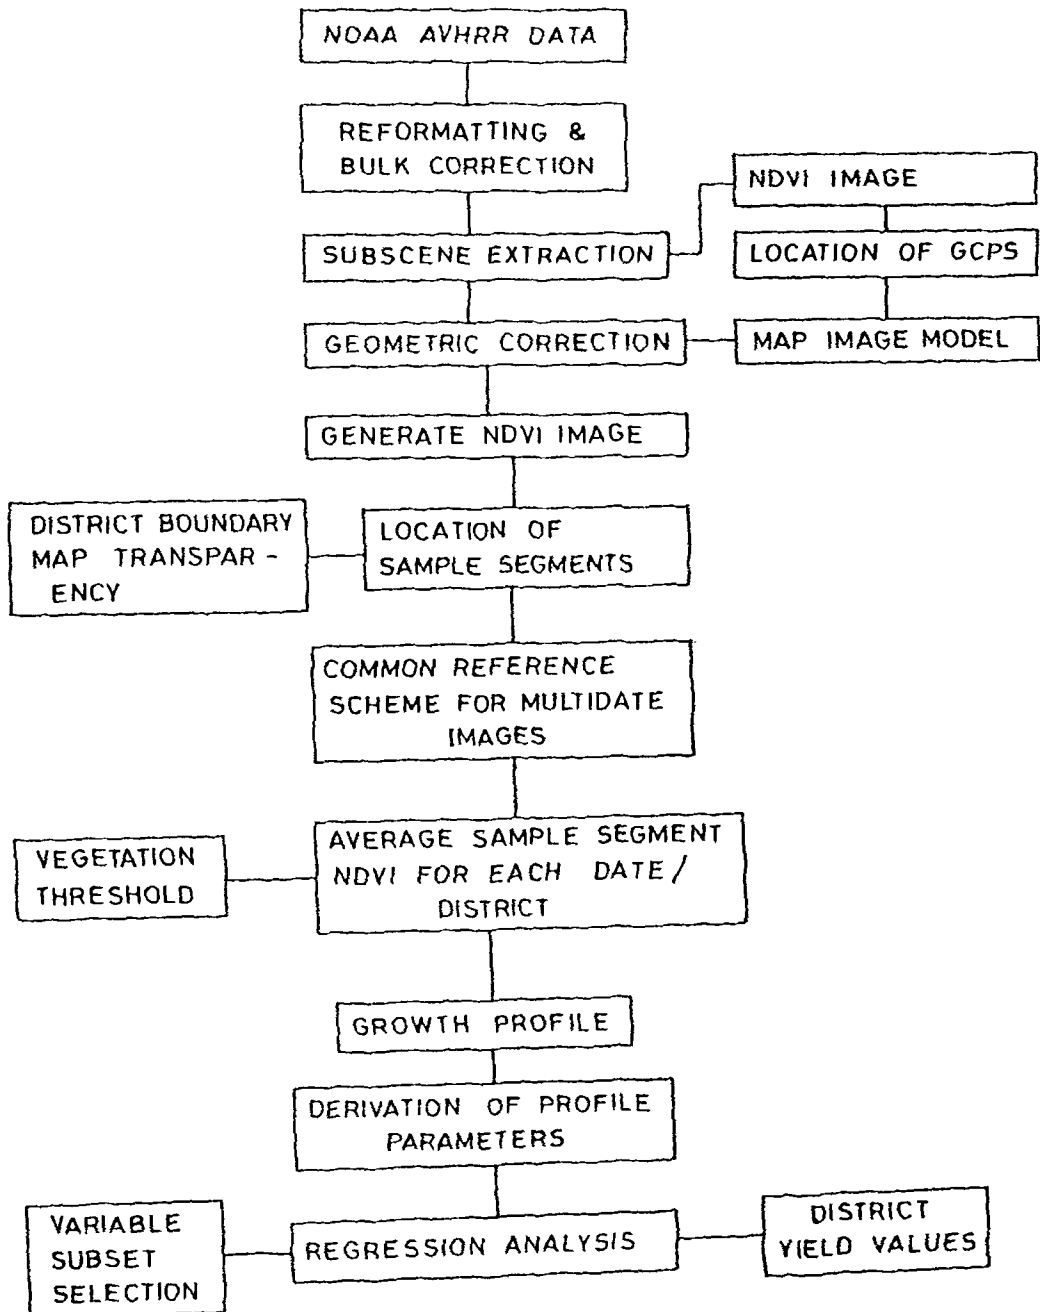 NOAA AVHRR DATA
REFORMATTING &
BULK CORRECTION
NDVI IMAGE
SUBSCENE EXTRACTION
LOCATION OF GCPS
GEOMETRIC CORRECTION
MAP IMAGE MODEL
GENERATE NDVI IMAGE
DISTRICT BOUNDARY
MAP TRANSPAR-
ENCY
LOCATION OF
SAMPLE SEGMENTS
COMMON REFERENCE
SCHEME FOR MULTIDATE
IMAGES
VEGETATION
THRESHOLD
AVERAGE SAMPLE SEGMENT
NDVI FOR EACH DATE/
DISTRICT
GROWTH PROFILE
DERIVATION OF PROFILE
PARAMETERS
VARIABLE
SUBSET
SELECTION
REGRESSION ANALYSIS
DISTRICT
YIELD VALUES